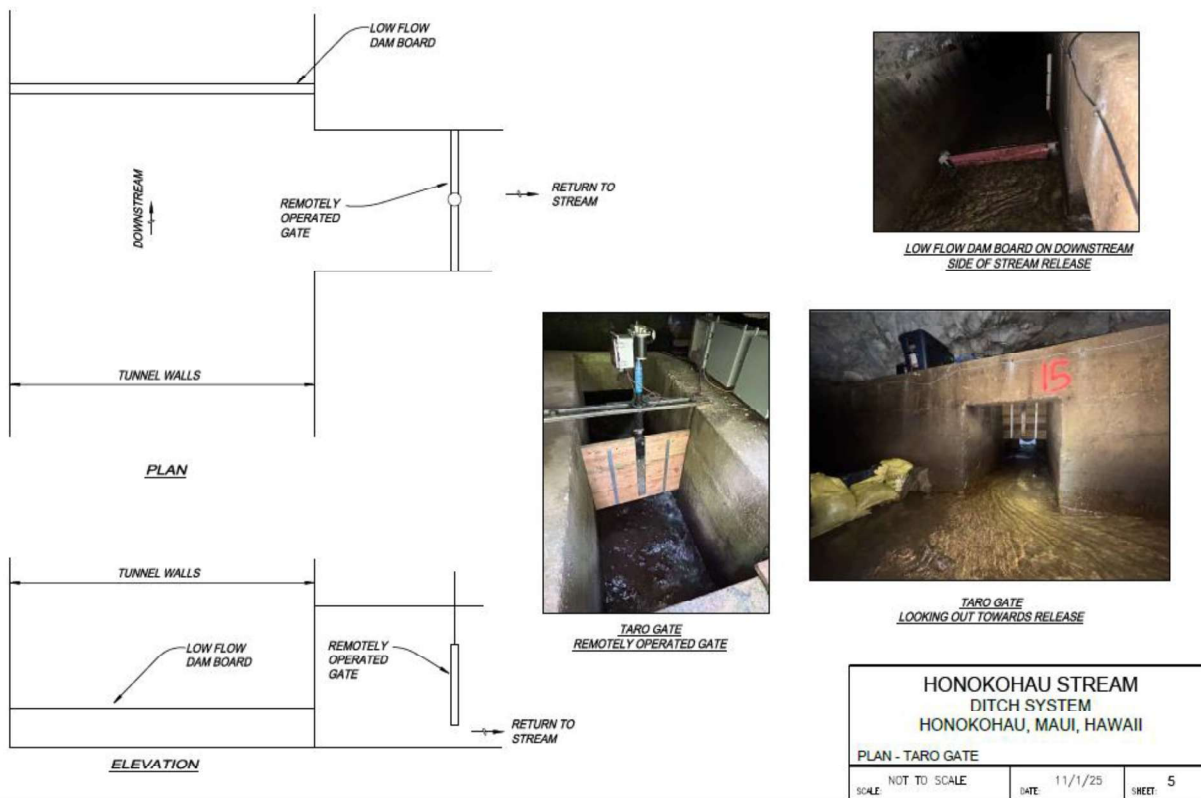 LOW FLOW
DAM BOARD
DOWNSTREAM
REMOTELY
OPERATED
GATE
RETURN TO
STREAM
TUNNEL WALLS
PLAN
TUNNEL WALLS
LOW FLOW
DAM BOARD
REMOTELY
OPERATED
GATE
RETURN TO
STREAM
ELEVATION
LOW FLOW DAM BOARD ON DOWNSTREAM
SIDE OF STREAM RELEASE
TARO GATE
REMOTELY OPERATED GATE
15
TARO GATE
LOOKING OUT TOWARDS RELEASE
HONOKOHAU STREAM
DITCH SYSTEM
HONOKOHAU, MAUI, HAWAII
PLAN - TARO GATE
SCALE: NOT TO SCALE DATE: 11/1/25 SHEET: 5